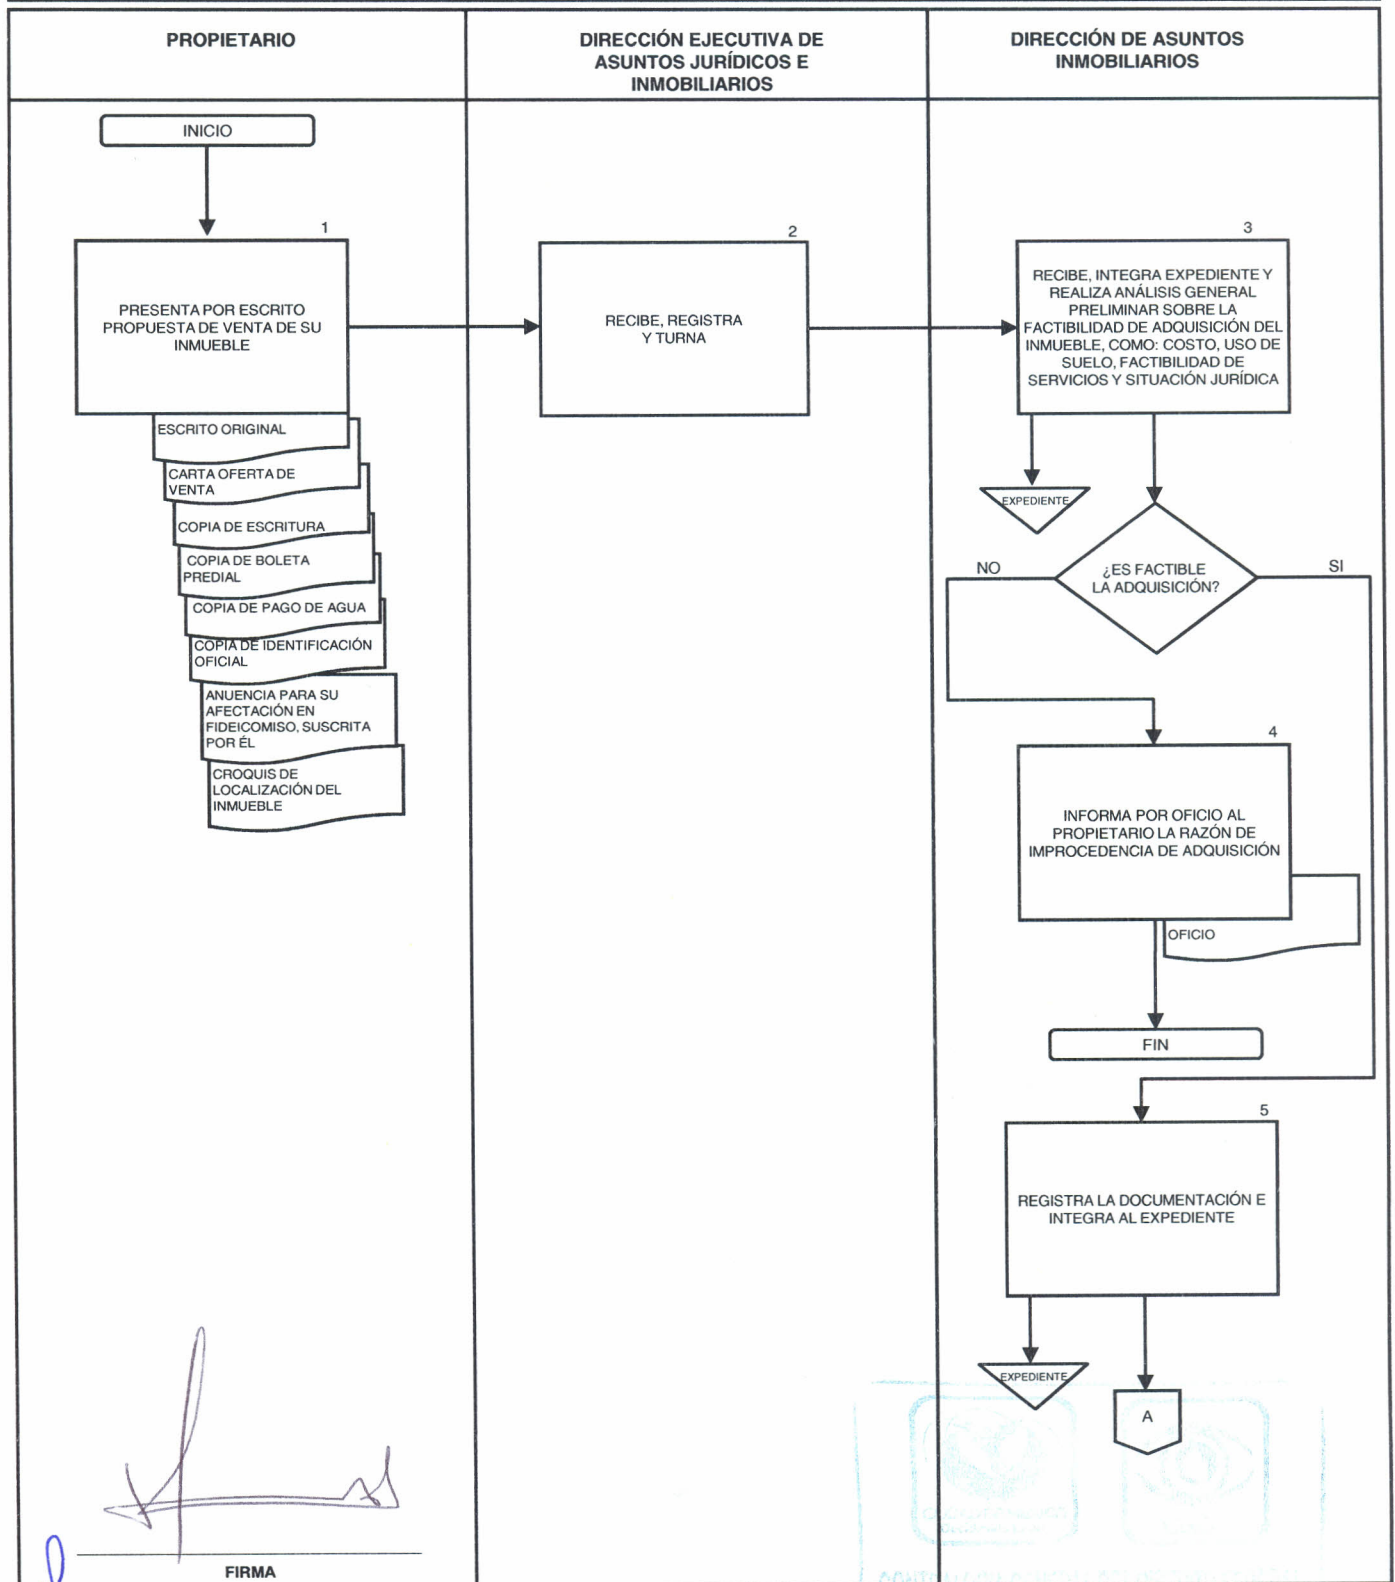 PROPIETARIO
DIRECCIÓN EJECUTIVA DE
ASUNTOS JURÍDICOS E
INMOBILIARIOS
DIRECCIÓN DE ASUNTOS
INMOBILIARIOS
INICIO
1
PRESENTA POR ESCRITO
PROPUESTA DE VENTA DE SU
INMUEBLE
ESCRITO ORIGINAL
CARTA OFERTA DE
VENTA
COPIA DE ESCRITURA
COPIA DE BOLETA
PREDIAL
COPIA DE PAGO DE AGUA
COPIA DE IDENTIFICACIÓN
OFICIAL
ANUENCIA PARA SU
AFECTACIÓN EN
FIDEICOMISO, SUSCRITA
POR ÉL
CROQUIS DE
LOCALIZACIÓN DEL
INMUEBLE
2
RECIBE, REGISTRA
Y TURNA
3
RECIBE, INTEGRA EXPEDIENTE Y
REALIZA ANÁLISIS GENERAL
PRELIMINAR SOBRE LA
FACTIBILIDAD DE ADQUISICIÓN DEL
INMUEBLE, COMO: COSTO, USO DE
SUELO, FACTIBILIDAD DE
SERVICIOS Y SITUACIÓN JURÍDICA
EXPEDIENTE
NO
¿ES FACTIBLE
LA ADQUISICIÓN?
SI
4
INFORMA POR OFICIO AL
PROPIETARIO LA RAZÓN DE
IMPROCEDENCIA DE ADQUISICIÓN
OFICIO
FIN
5
REGISTRA LA DOCUMENTACIÓN E
INTEGRA AL EXPEDIENTE
EXPEDIENTE
A
FIRMA